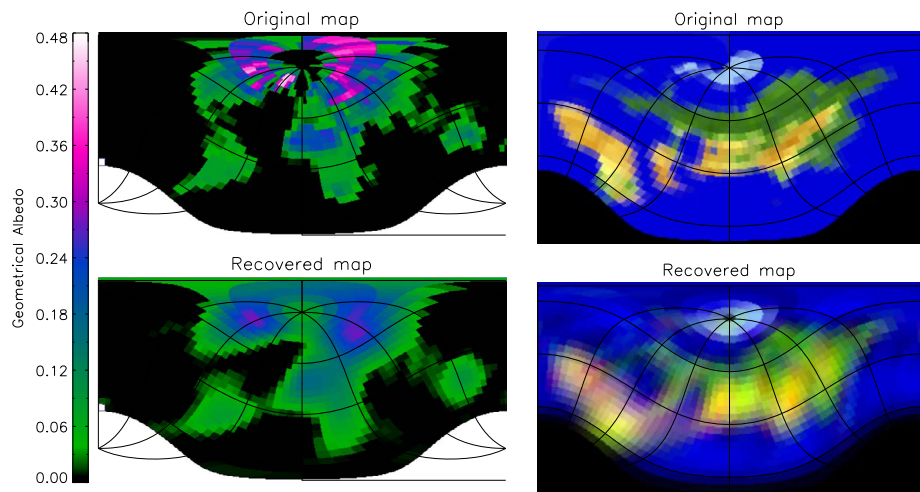 Original map
Original map
0.48
0.42
0.36
0.30
0.24
0.18
0.12
0.06
0.00
Geometrical Albedo
Recovered map
Recovered map